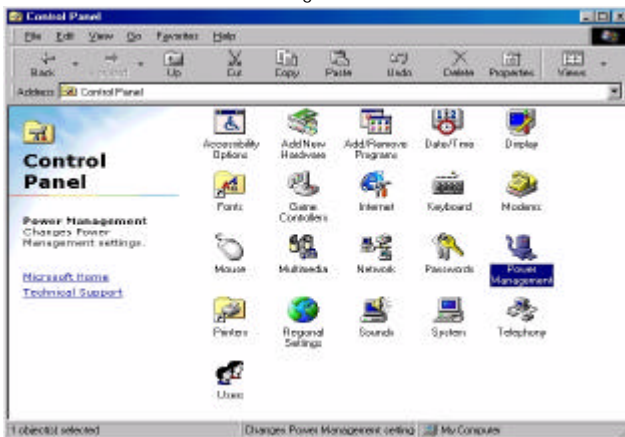 Control Panel
File Edit View Go Favorites Help
Back Forward Up Cut Copy Paste Undo Delete Properties Views
Address Control Panel
Control
Panel
Power Management
Changes Power
Management settings.
Microsoft Home
Technical Support
Accessibility Options
Add New Hardware
Add/Remove Programs
Date/Time
Display
Fonts
Game Controllers
Internet
Keyboard
Modems
Mouse
Multimedia
Network
Passwords
Power Management
Printers
Regional Settings
Sounds
System
Telephony
Users
1 object(s) selected Changes Power Management setting My Computer